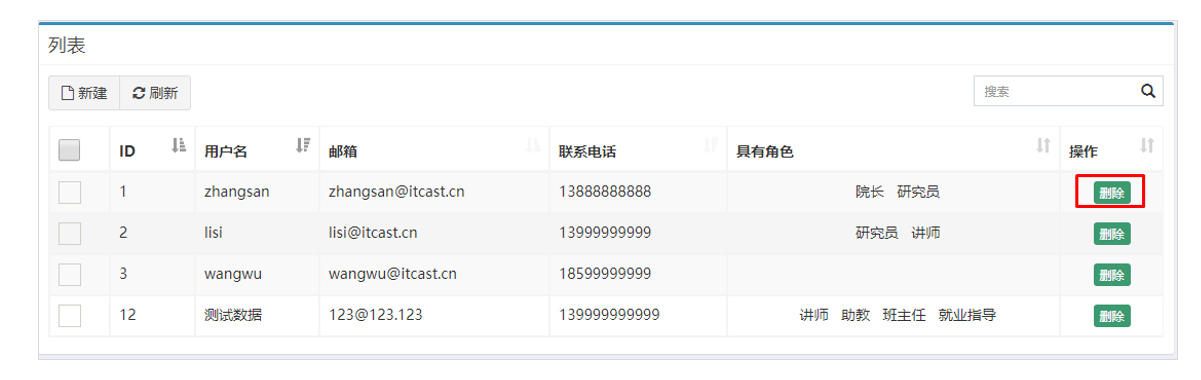 列表
新建 刷新 搜索
ID 用户名 邮箱 联系电话 具有角色 操作
1 zhangsan zhangsan@itcast.cn 13888888888 院长 研究员 删除
2 lisi lisi@itcast.cn 13999999999 研究员 讲师 删除
3 wangwu wangwu@itcast.cn 18599999999 删除
12 测试数据 123@123.123 139999999999 讲师 助教 班主任 就业指导 删除